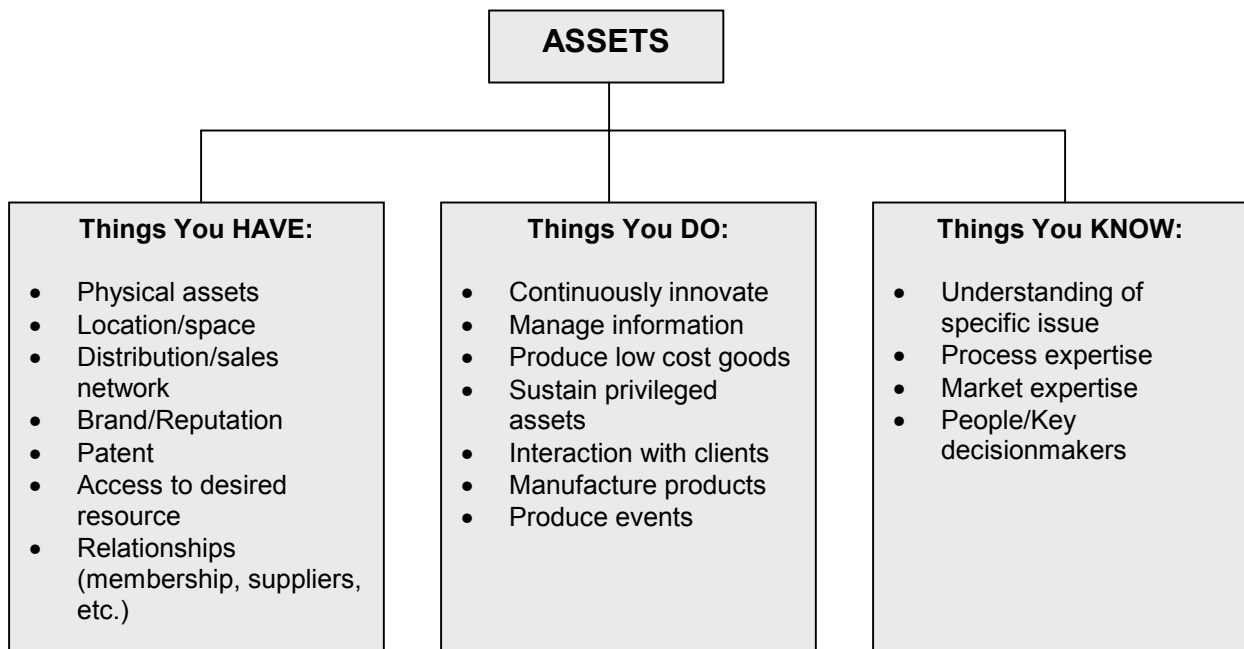 ASSETS
Things You HAVE:
• Physical assets
• Location/space
• Distribution/sales
network
• Brand/Reputation
• Patent
• Access to desired
resource
• Relationships
(membership, suppliers,
etc.)
Things You DO:
• Continuously innovate
• Manage information
• Produce low cost goods
• Sustain privileged
assets
• Interaction with clients
• Manufacture products
• Produce events
Things You KNOW:
• Understanding of
specific issue
• Process expertise
• Market expertise
• People/Key
decisionmakers